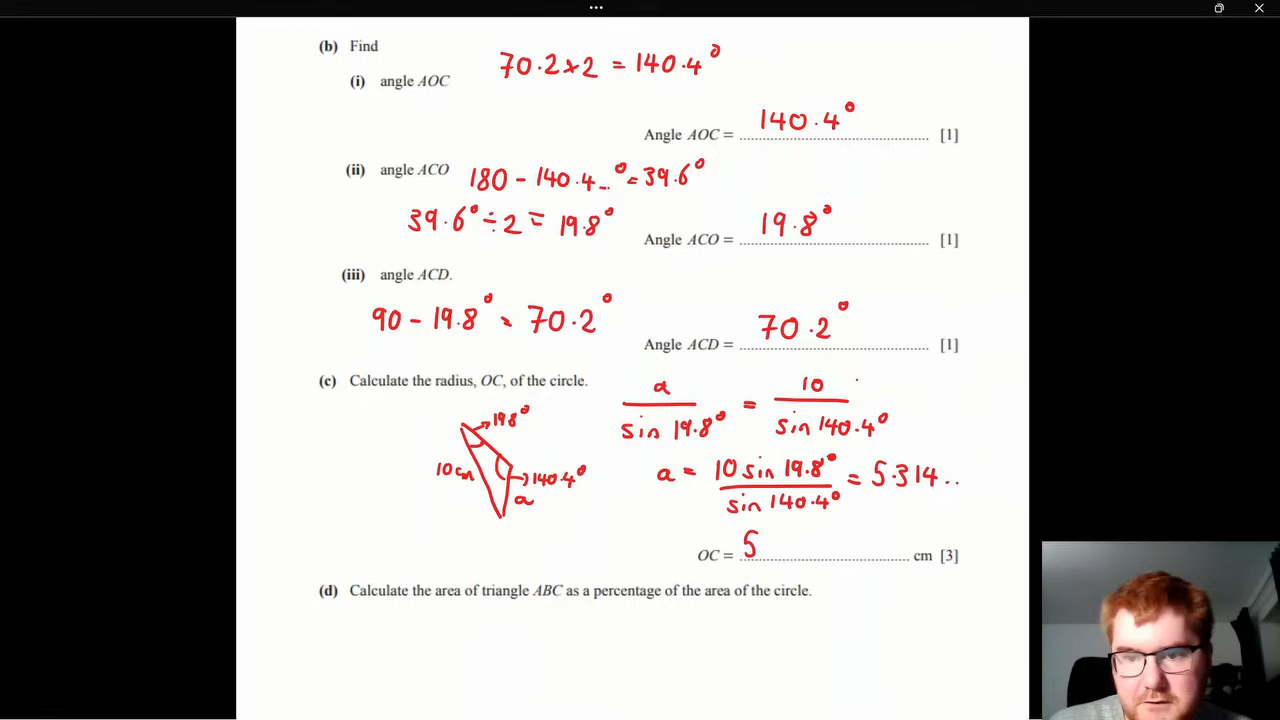 (b) Find
70.2×2 = 140.4°
(i) angle AOC
140.4°
Angle AOC = [1]
(ii) angle ACO
180 - 140.4..° = 39.6°
39.6° ÷ 2 = 19.8°
19.8°
Angle ACO = [1]
(iii) angle ACD.
90 - 19.8° = 70.2°
70.2°
Angle ACD = [1]
(c) Calculate the radius, OC, of the circle.
a / sin 19.8° = 10 / sin 140.4°
19.8°
10cm
140.4°
a
a = 10 sin 19.8° / sin 140.4° = 5.314..
OC = 5 cm [3]
(d) Calculate the area of triangle ABC as a percentage of the area of the circle.